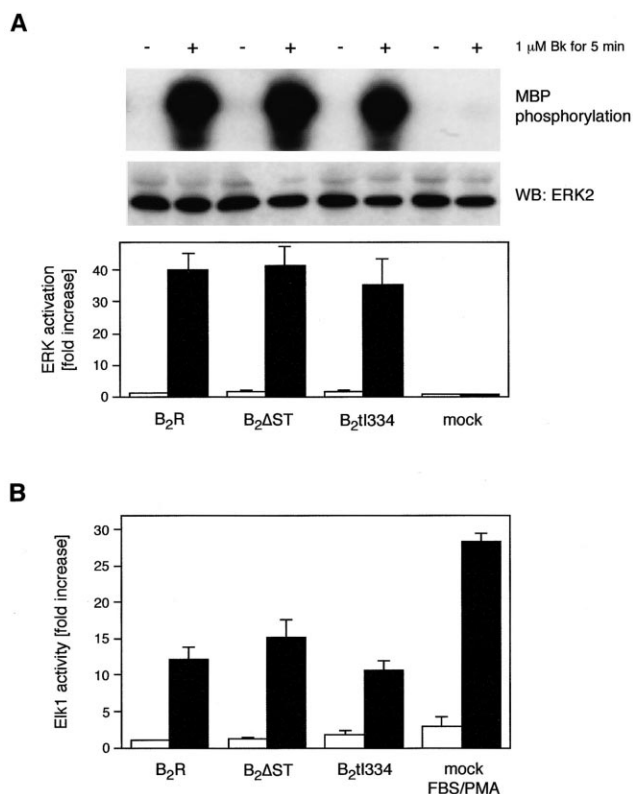 A
- + - + - + - + 1 μM Bk for 5 min
MBP
phosphorylation
WB: ERK2
ERK activation
[fold increase]
40
30
20
10
0
B₂R B₂ΔST B₂tI334 mock
B
Elk1 activity [fold increase]
30
25
20
15
10
5
0
B₂R B₂ΔST B₂tI334 mock
FBS/PMA